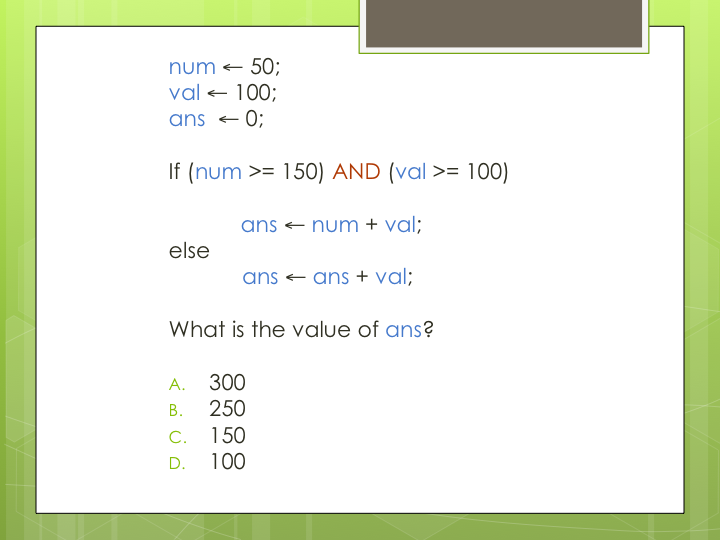 num ← 50;
val ← 100;
ans ← 0;
If (num >= 150) AND (val >= 100)
ans ← num + val;
else
ans ← ans + val;
What is the value of ans?
A. 300
B. 250
C. 150
D. 100